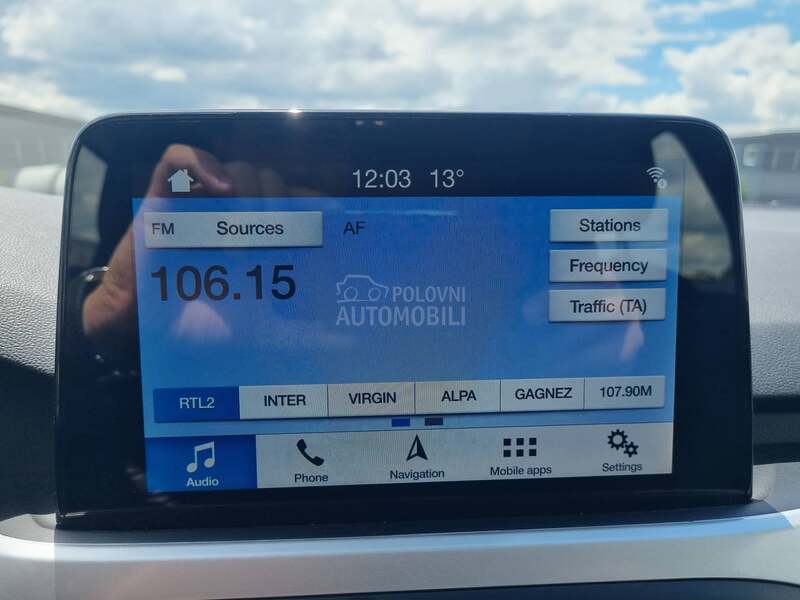 12:03 13°
FM Sources AF Stations
106.15
Frequency
Traffic (TA)
POLOVNI
AUTOMOBILI
RTL2 INTER VIRGIN ALPA GAGNEZ 107.90M
Audio Phone Navigation Mobile apps Settings